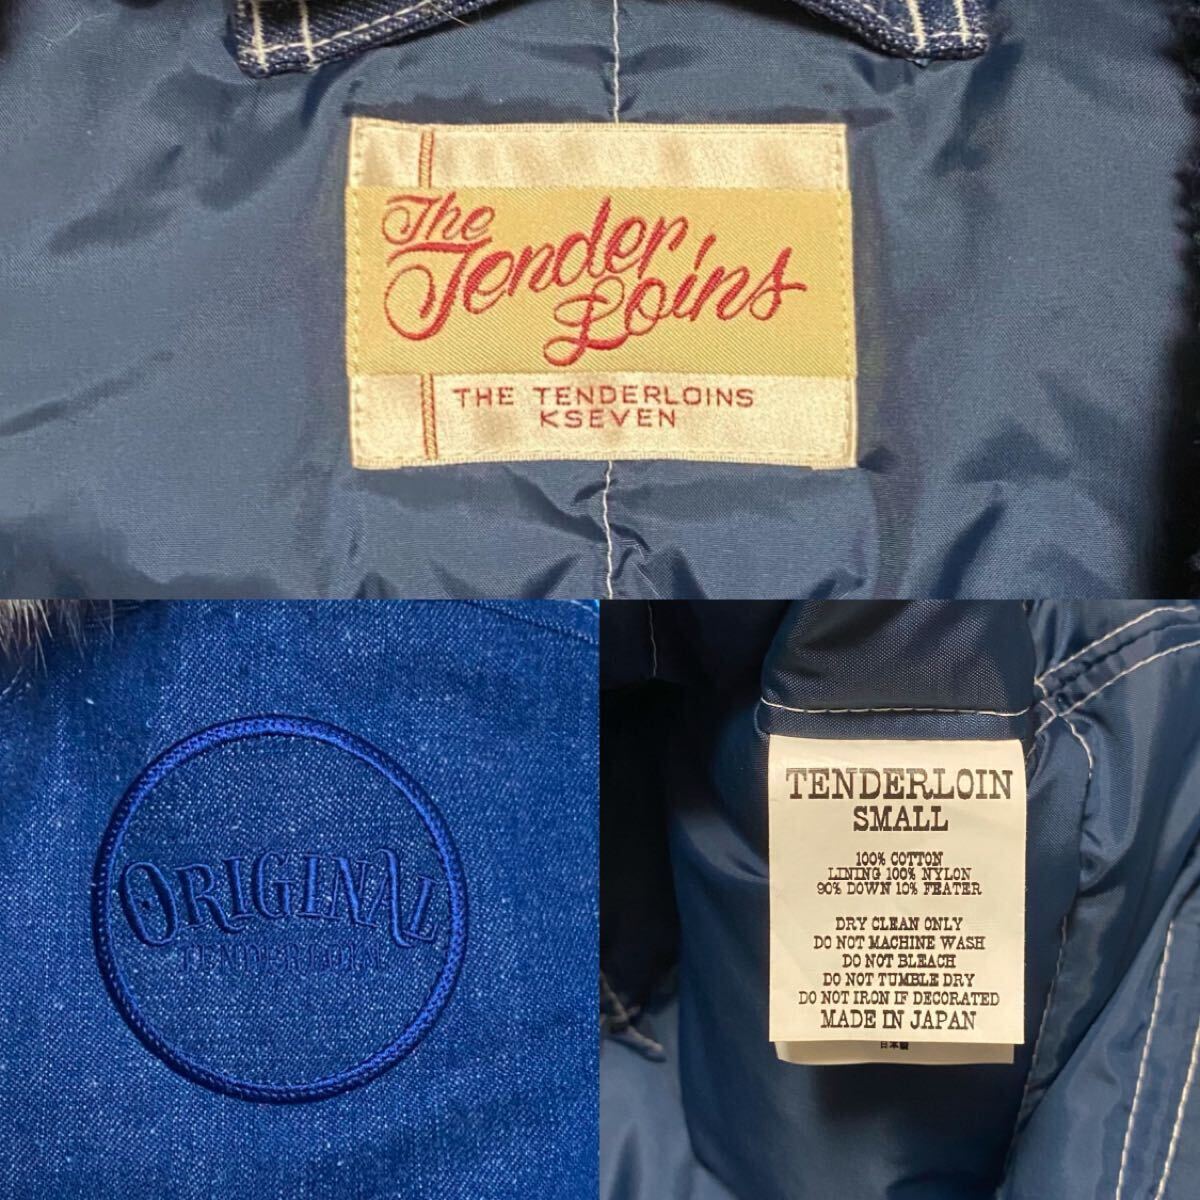 The
Tender
Loins
THE TENDERLOINS
KSEVEN
ORIGINAL
TENDERLOIN
TENDERLOIN
SMALL
100% COTTON
LINING 100% NYLON
90% DOWN 10% FEATER
DRY CLEAN ONLY
DO NOT MACHINE WASH
DO NOT BLEACH
DO NOT TUMBLE DRY
DO NOT IRON IF DECORATED
MADE IN JAPAN
日本製